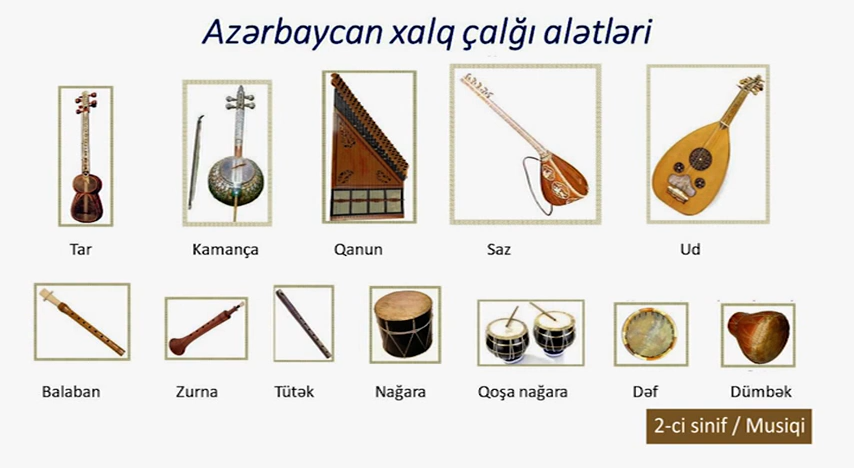 Azərbaycan xalq çalğı alətləri
Tar Kamança Qanun Saz Ud
Balaban Zurna Tütək Nağara Qoşa nağara Dəf Dümbək
2-ci sinif / Musiqi